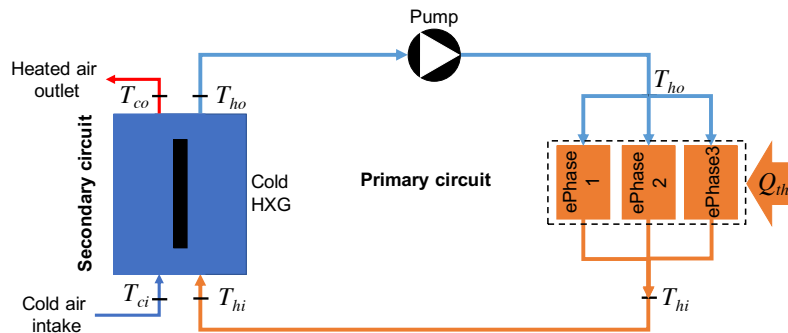 Pump
Heated air
outlet
T_co
T_ho
T_ho
Secondary circuit
Cold
HXG
Primary circuit
ePhase
1
ePhase
2
ePhase3
Q_th
T_ci
T_hi
T_hi
Cold air
intake